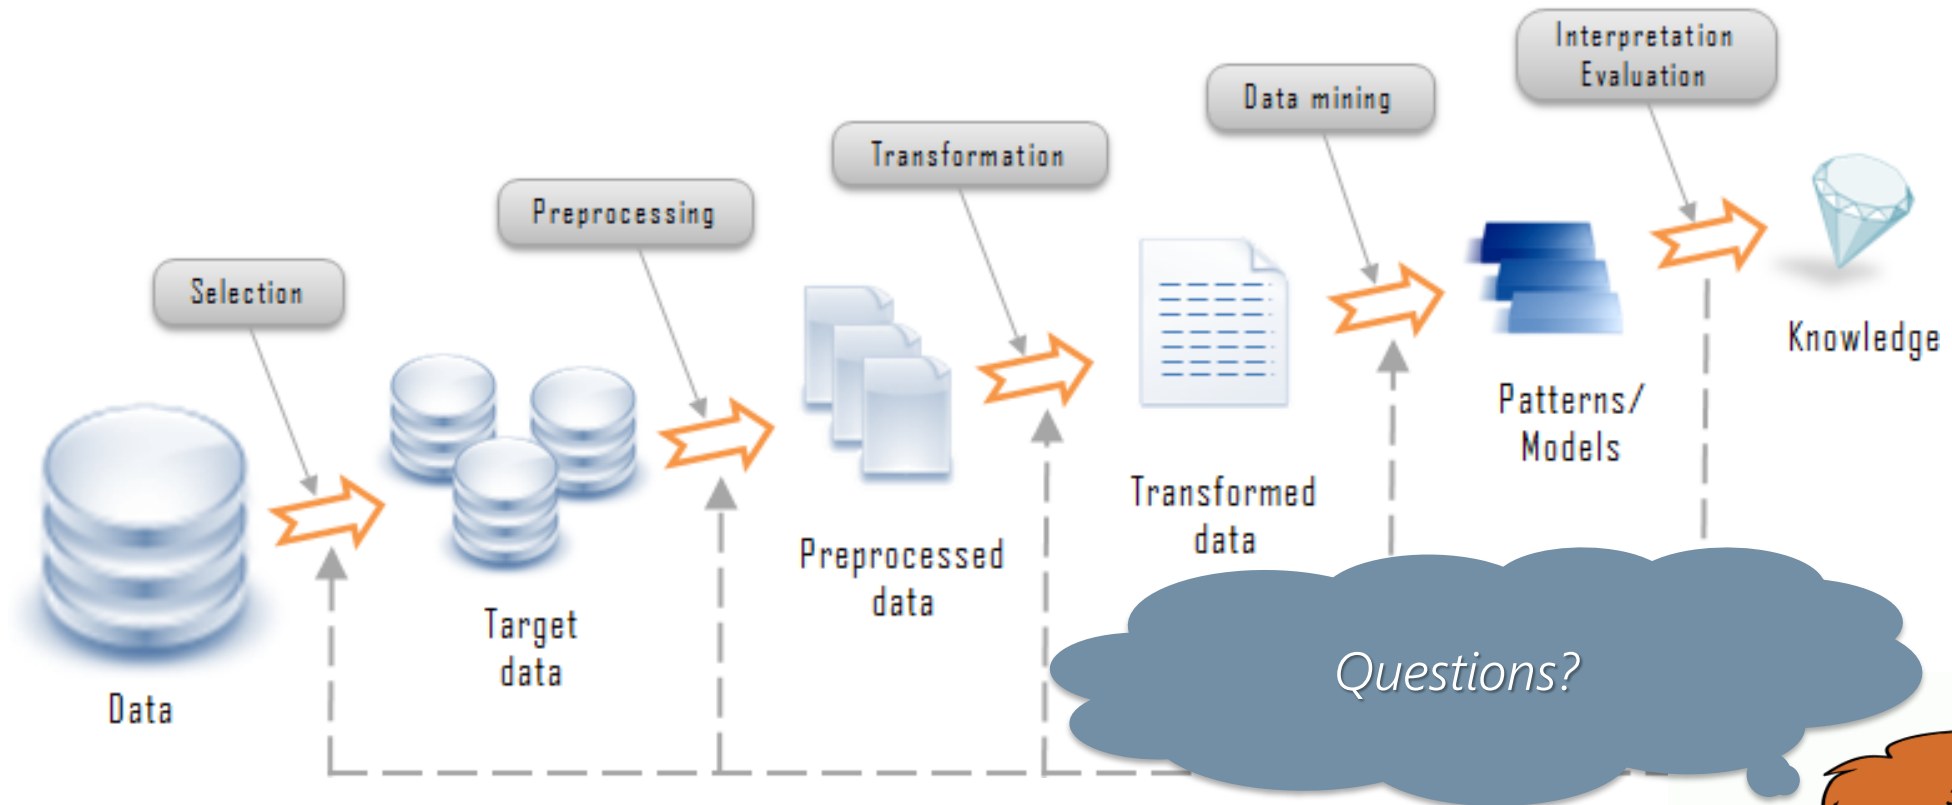 Interpretation
Evaluation
Data mining
Transformation
Preprocessing
Selection
Knowledge
Patterns/
Models
Transformed
data
Preprocessed
data
Target
data
Data
Questions?